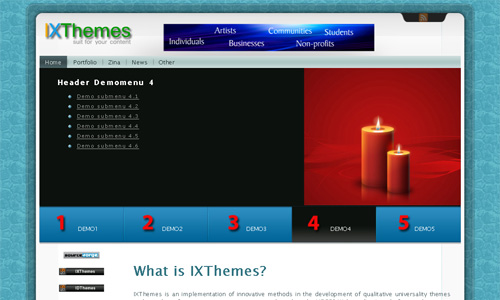 IXThemes
suit for your content
Artists Communities Students
Individuals Businesses Non-profits
Home Portfolio Zina News Other
Header Demomenu 4
Demo submenu 4.1
Demo submenu 4.2
Demo submenu 4.3
Demo submenu 4.4
Demo submenu 4.5
Demo submenu 4.6
1 DEMO1 2 DEMO2 3 DEMO3 4 DEMO4 5 DEMO5
sourceforge
What is IXThemes?
IXThemes
IXThemes
IXThemes is an implementation of innovative methods in the development of qualitative universality themes